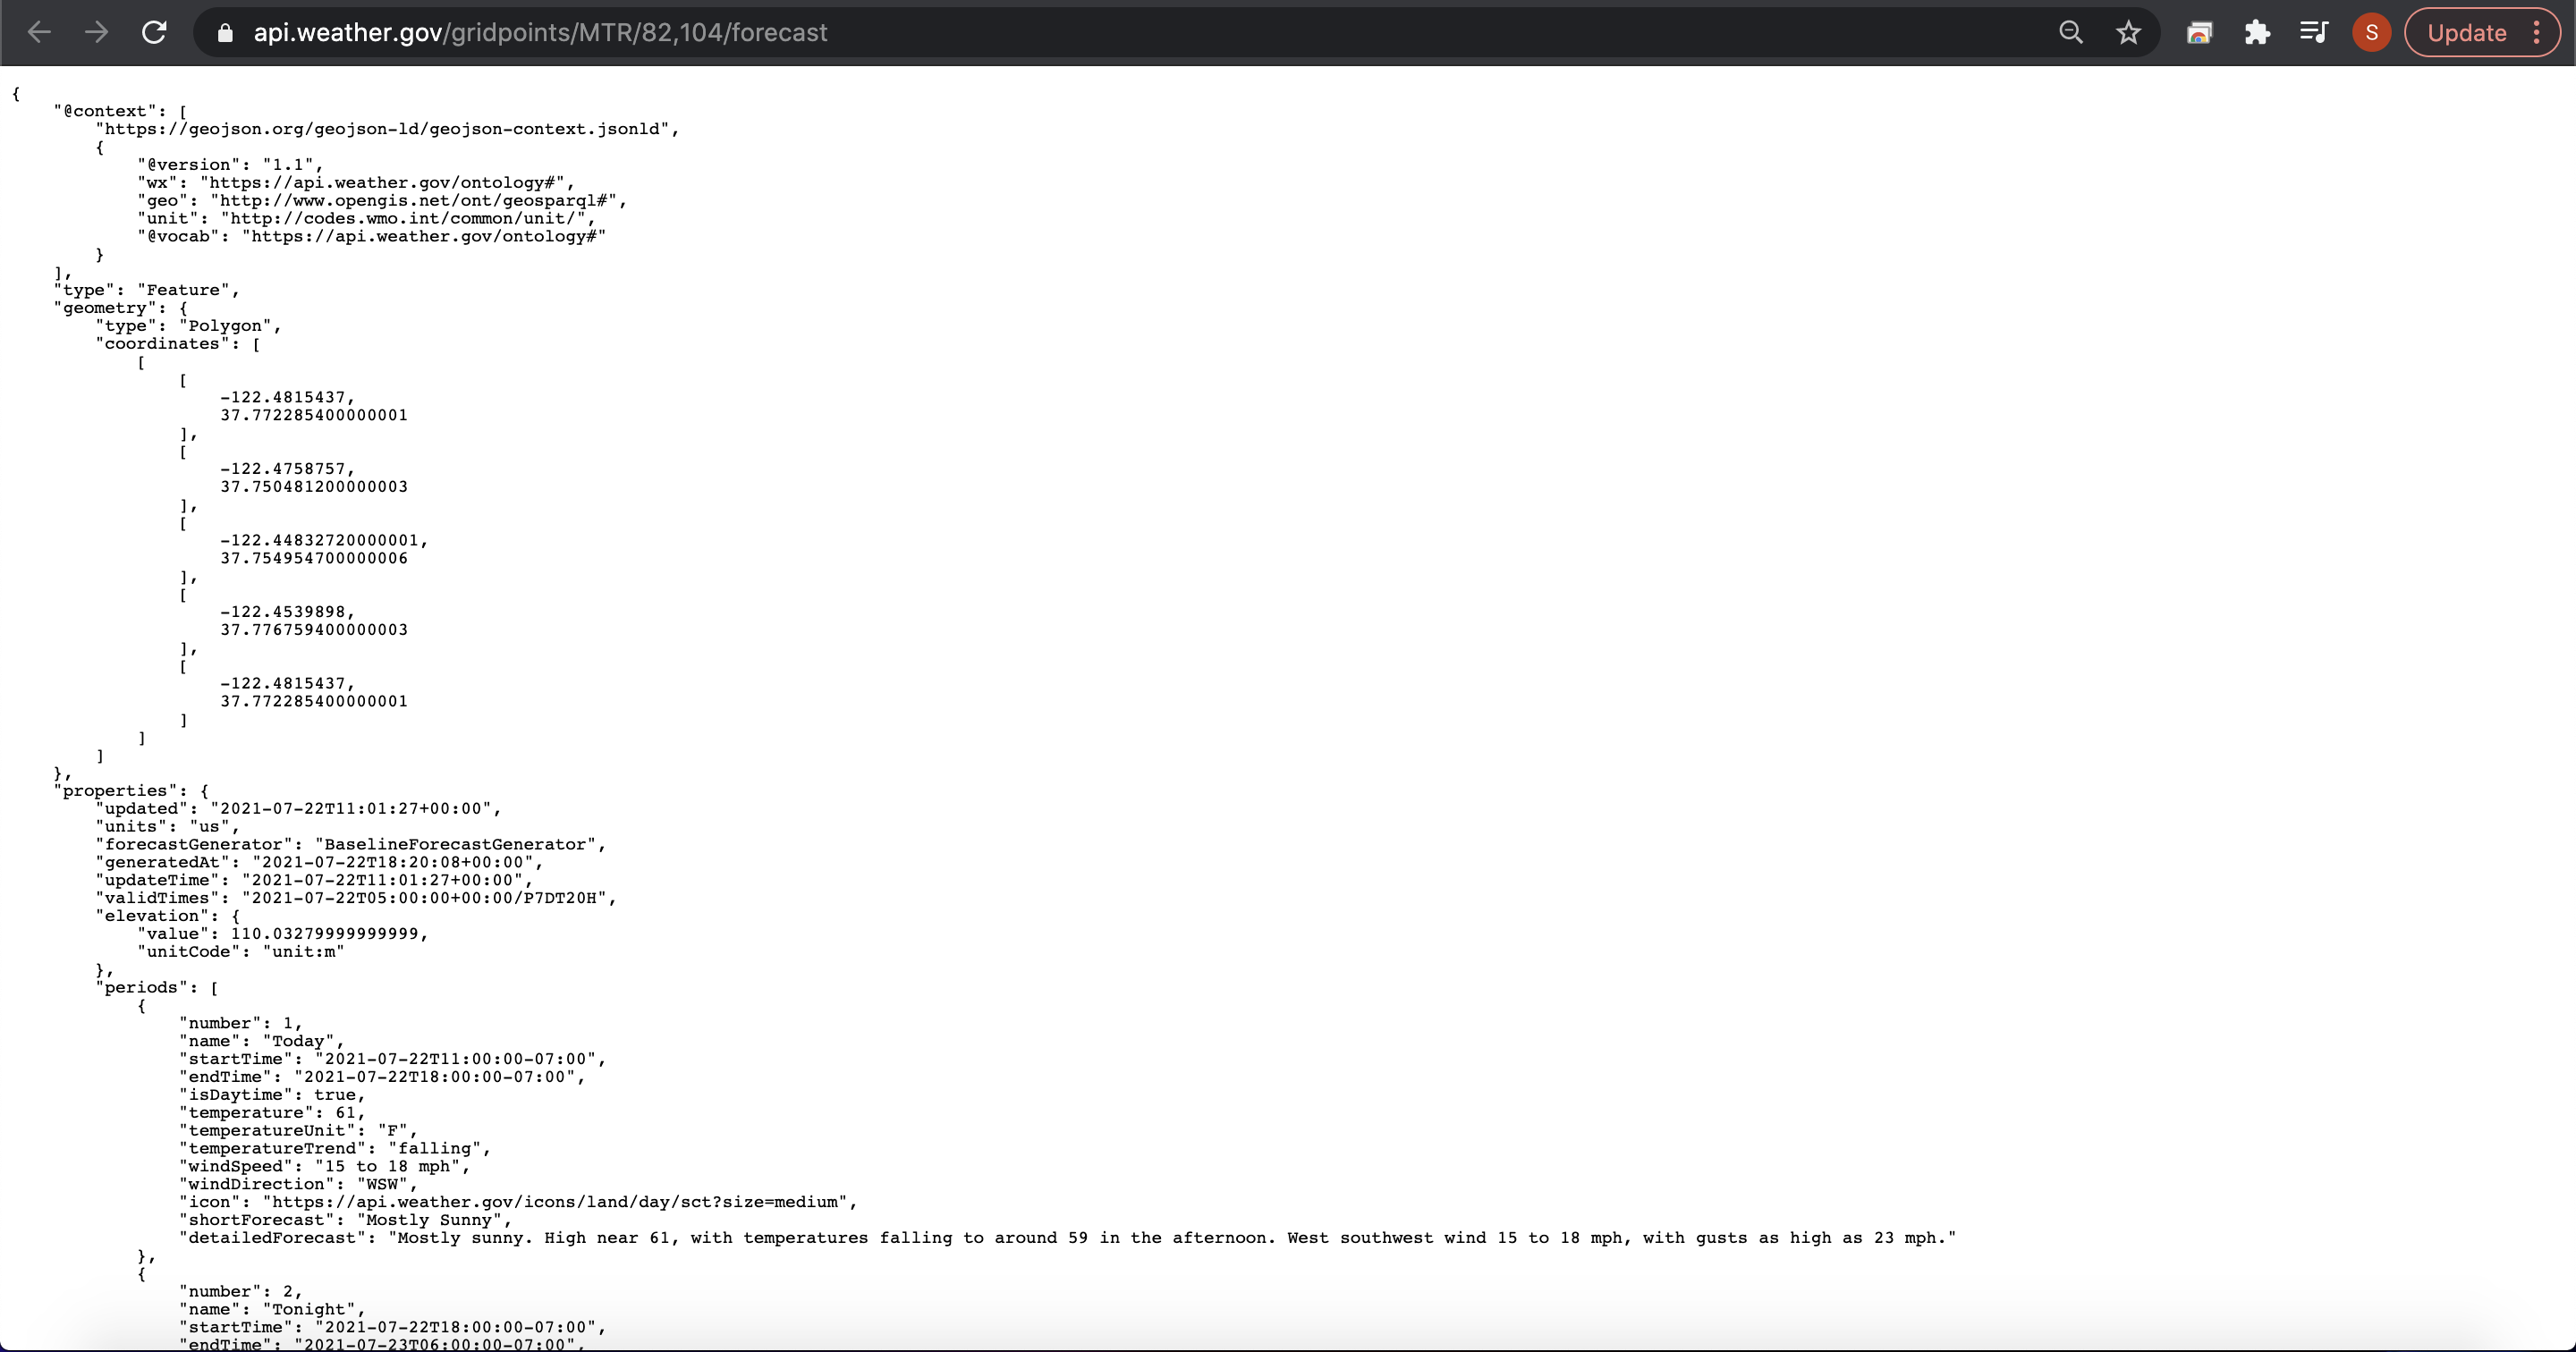 api.weather.gov/gridpoints/MTR/82,104/forecast
S
Update
{
"@context": [
"https://geojson.org/geojson-ld/geojson-context.jsonld",
{
"@version": "1.1",
"wx": "https://api.weather.gov/ontology#",
"geo": "http://www.opengis.net/ont/geosparql#",
"unit": "http://codes.wmo.int/common/unit/",
"@vocab": "https://api.weather.gov/ontology#"
}
],
"type": "Feature",
"geometry": {
"type": "Polygon",
"coordinates": [
[
[
-122.4815437,
37.772285400000001
],
[
-122.4758757,
37.750481200000003
],
[
-122.44832720000001,
37.754954700000006
],
[
-122.4539898,
37.776759400000003
],
[
-122.4815437,
37.772285400000001
]
]
]
},
"properties": {
"updated": "2021-07-22T11:01:27+00:00",
"units": "us",
"forecastGenerator": "BaselineForecastGenerator",
"generatedAt": "2021-07-22T18:20:08+00:00",
"updateTime": "2021-07-22T11:01:27+00:00",
"validTimes": "2021-07-22T05:00:00+00:00/P7DT20H",
"elevation": {
"value": 110.03279999999999,
"unitCode": "unit:m"
},
"periods": [
{
"number": 1,
"name": "Today",
"startTime": "2021-07-22T11:00:00-07:00",
"endTime": "2021-07-22T18:00:00-07:00",
"isDaytime": true,
"temperature": 61,
"temperatureUnit": "F",
"temperatureTrend": "falling",
"windSpeed": "15 to 18 mph",
"windDirection": "WSW",
"icon": "https://api.weather.gov/icons/land/day/sct?size=medium",
"shortForecast": "Mostly Sunny",
"detailedForecast": "Mostly sunny. High near 61, with temperatures falling to around 59 in the afternoon. West southwest wind 15 to 18 mph, with gusts as high as 23 mph."
},
{
"number": 2,
"name": "Tonight",
"startTime": "2021-07-22T18:00:00-07:00",
"endTime": "2021-07-23T06:00:00-07:00",